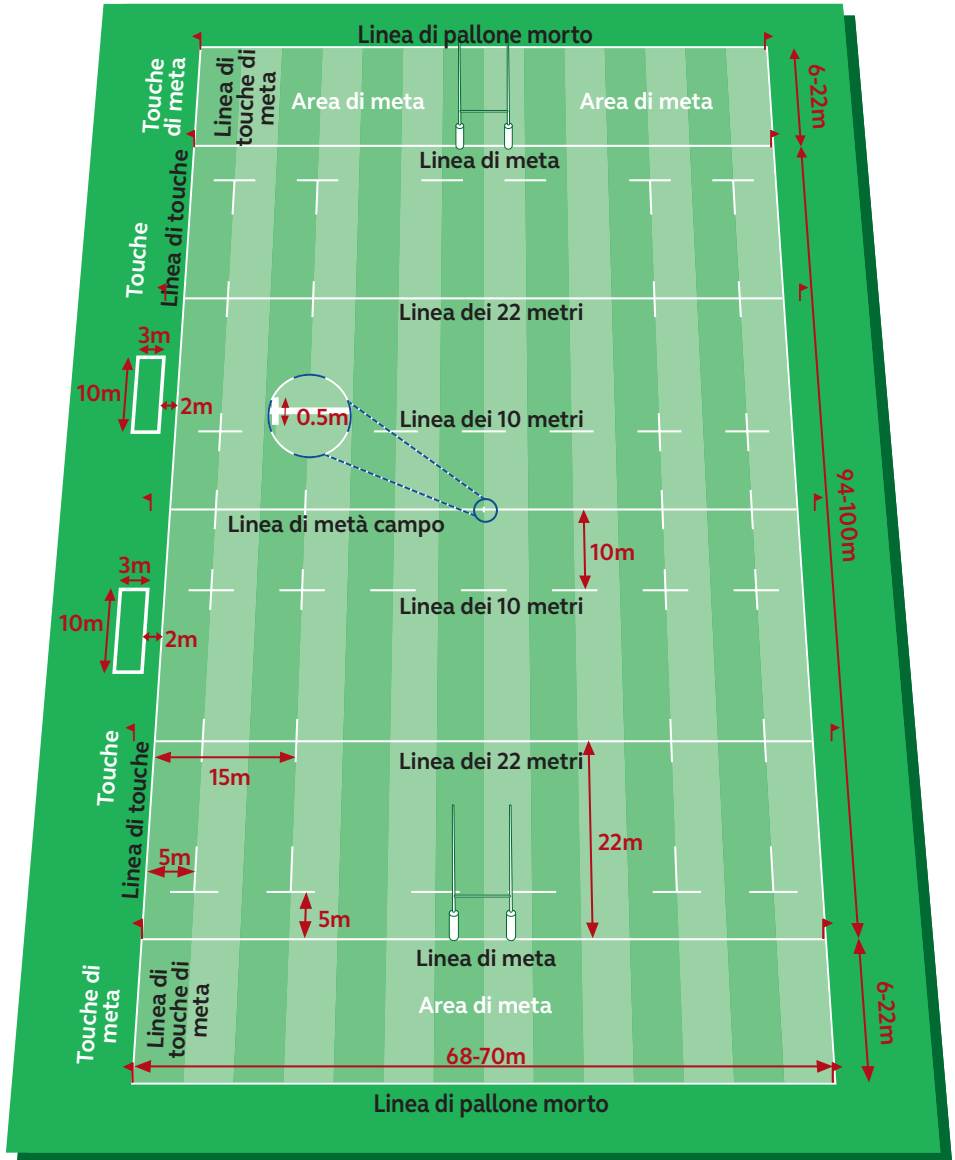 Linea di pallone morto
Touche
di meta
Linea di
touche di
meta
Area di meta
Area di meta
6-22m
Linea di meta
Linea di touche
Touche
Linea dei 22 metri
3m
10m
2m
0.5m
Linea dei 10 metri
94-100m
Linea di metà campo
10m
3m
10m
2m
Linea dei 10 metri
Touche
Linea di touche
15m
Linea dei 22 metri
22m
5m
5m
Linea di meta
Touche di
meta
Linea di
touche di
meta
Area di meta
6-22m
68-70m
Linea di pallone morto